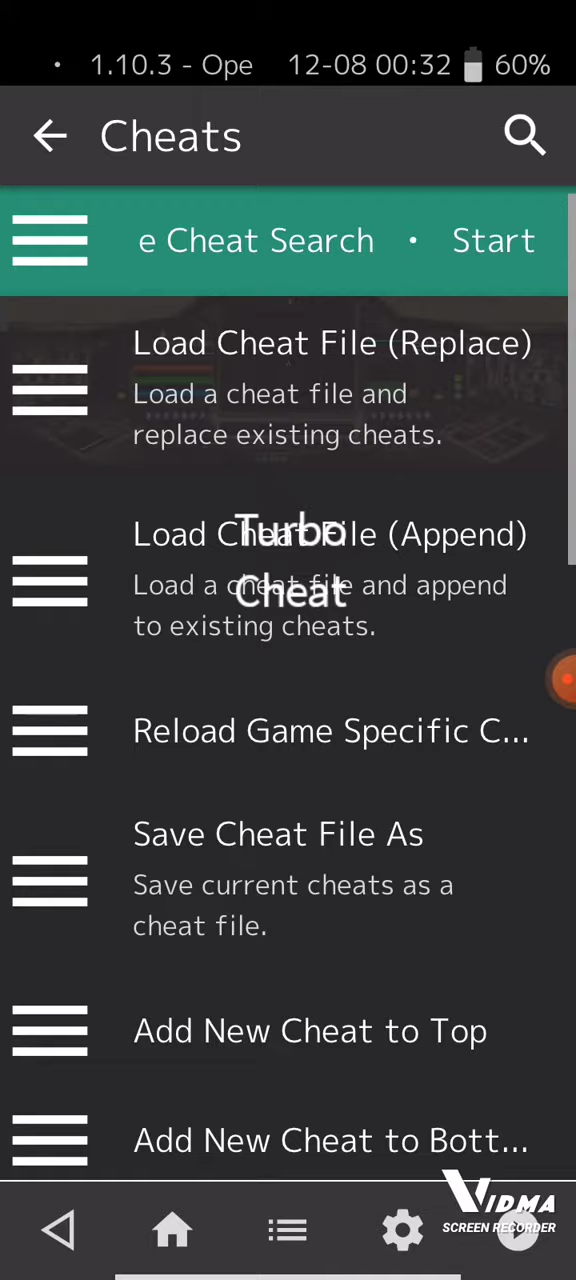 • 1.10.3 - Ope 12-08 00:32 60%
Cheats
e Cheat Search • Start
Load Cheat File (Replace)
Load a cheat file and
replace existing cheats.
Load Cheat File (Append)
Turbo
Load a cheat file and append
Cheat
to existing cheats.
Reload Game Specific C...
Save Cheat File As
Save current cheats as a
cheat file.
Add New Cheat to Top
Add New Cheat to Bott...
VIDMA
SCREEN RECORDER